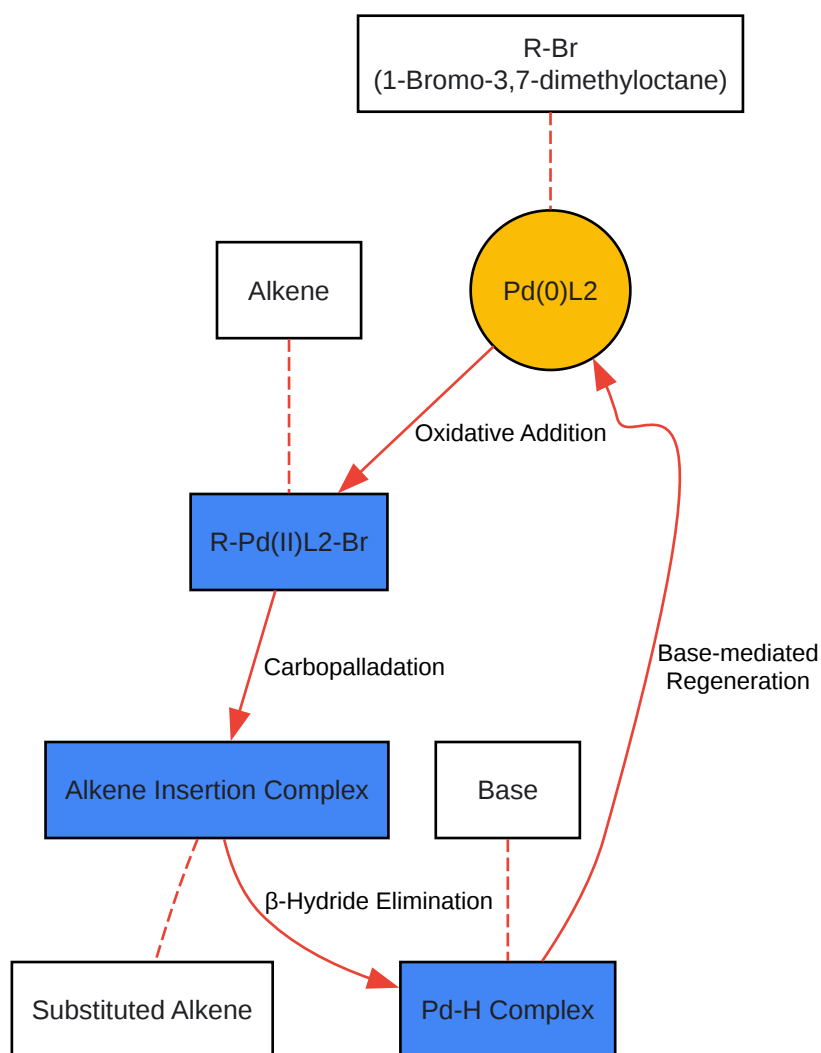 R-Br
(1-Bromo-3,7-dimethyloctane)
Alkene
Pd(0)L2
Oxidative Addition
R-Pd(II)L2-Br
Carbopalladation
Base-mediated
Regeneration
Alkene Insertion Complex
Base
β-Hydride Elimination
Substituted Alkene
Pd-H Complex